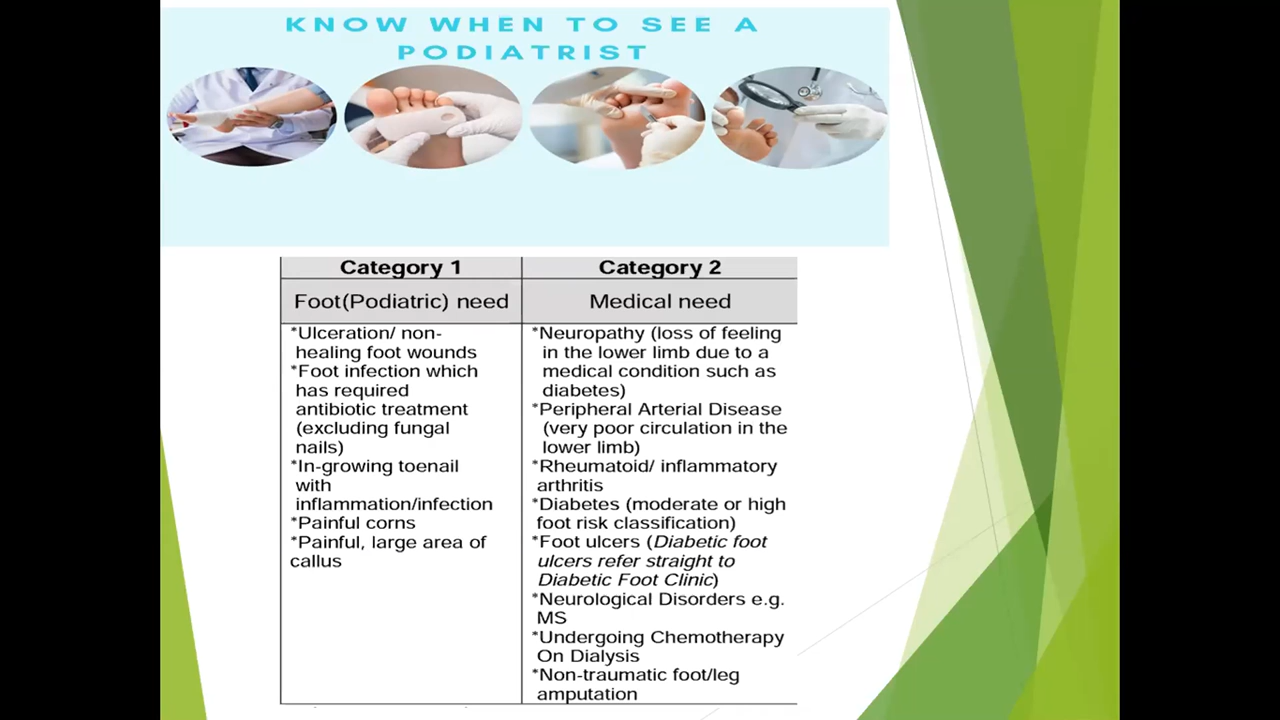 KNOW WHEN TO SEE A
PODIATRIST
Category 1
Foot(Podiatric) need
*Ulceration/ non-
healing foot wounds
*Foot infection which
has required
antibiotic treatment
(excluding fungal
nails)
*In-growing toenail
with
inflammation/infection
*Painful corns
*Painful, large area of
callus
Category 2
Medical need
*Neuropathy (loss of feeling
in the lower limb due to a
medical condition such as
diabetes)
*Peripheral Arterial Disease
(very poor circulation in the
lower limb)
*Rheumatoid/ inflammatory
arthritis
*Diabetes (moderate or high
foot risk classification)
*Foot ulcers (Diabetic foot
ulcers refer straight to
Diabetic Foot Clinic)
*Neurological Disorders e.g.
MS
*Undergoing Chemotherapy
On Dialysis
*Non-traumatic foot/leg
amputation